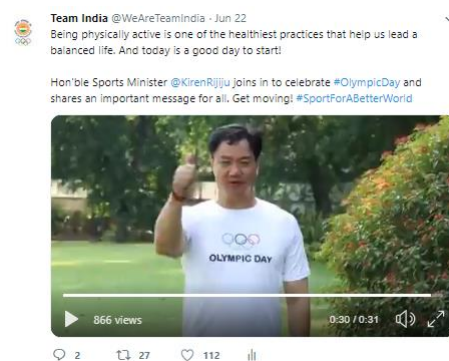 Team India @WeAreTeamIndia · Jun 22
Being physically active is one of the healthiest practices that help us lead a
balanced life. And today is a good day to start!
Hon'ble Sports Minister @KirenRijiju joins in to celebrate #OlympicDay and
shares an important message for all. Get moving! #SportForABetterWorld
OLYMPIC DAY
866 views
0:30 / 0:31
2 27 112